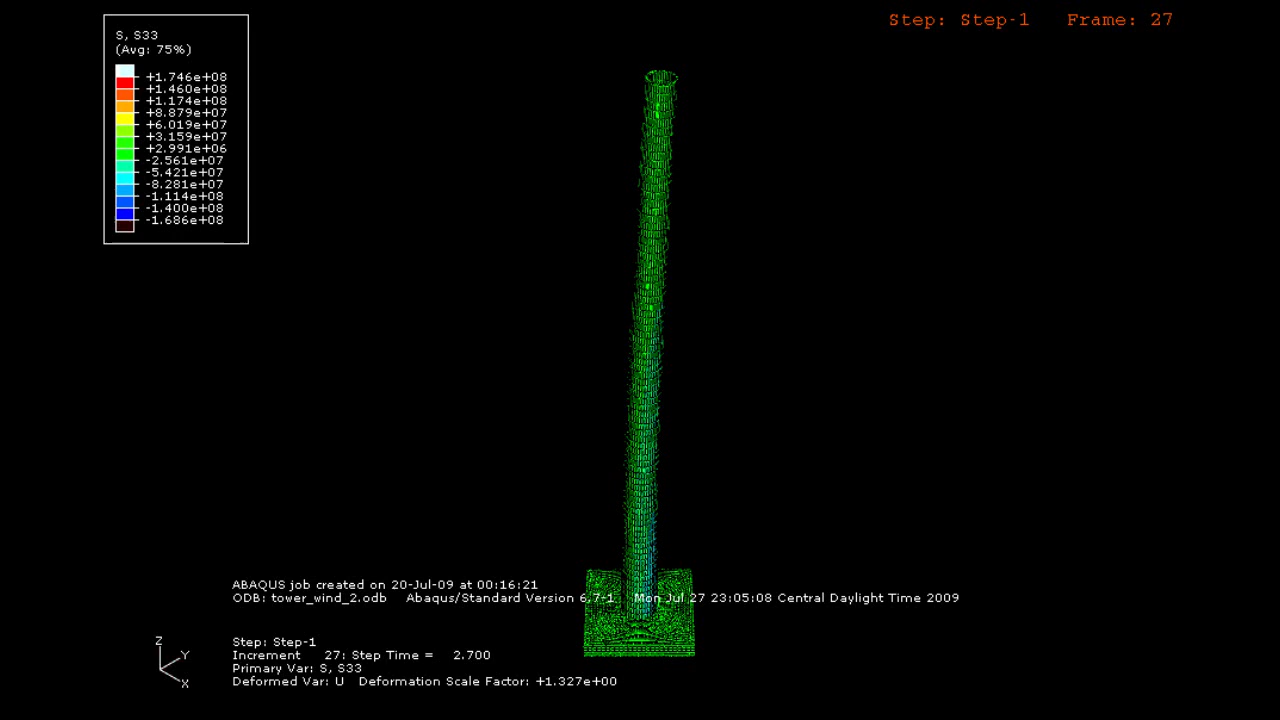 Step: Step-1 Frame: 27
S, S33
(Avg: 75%)
+1.746e+08
+1.460e+08
+1.174e+08
+8.879e+07
+6.019e+07
+3.159e+07
+2.991e+06
-2.561e+07
-5.421e+07
-8.281e+07
-1.114e+08
-1.400e+08
-1.686e+08
ABAQUS job created on 20-Jul-09 at 00:16:21
ODB: tower_wind_2.odb Abaqus/Standard Version 6.7-1 Mon Jul 27 23:05:08 Central Daylight Time 2009
Z
Y
X
Step: Step-1
Increment 27: Step Time = 2.700
Primary Var: S, S33
Deformed Var: U Deformation Scale Factor: +1.327e+00